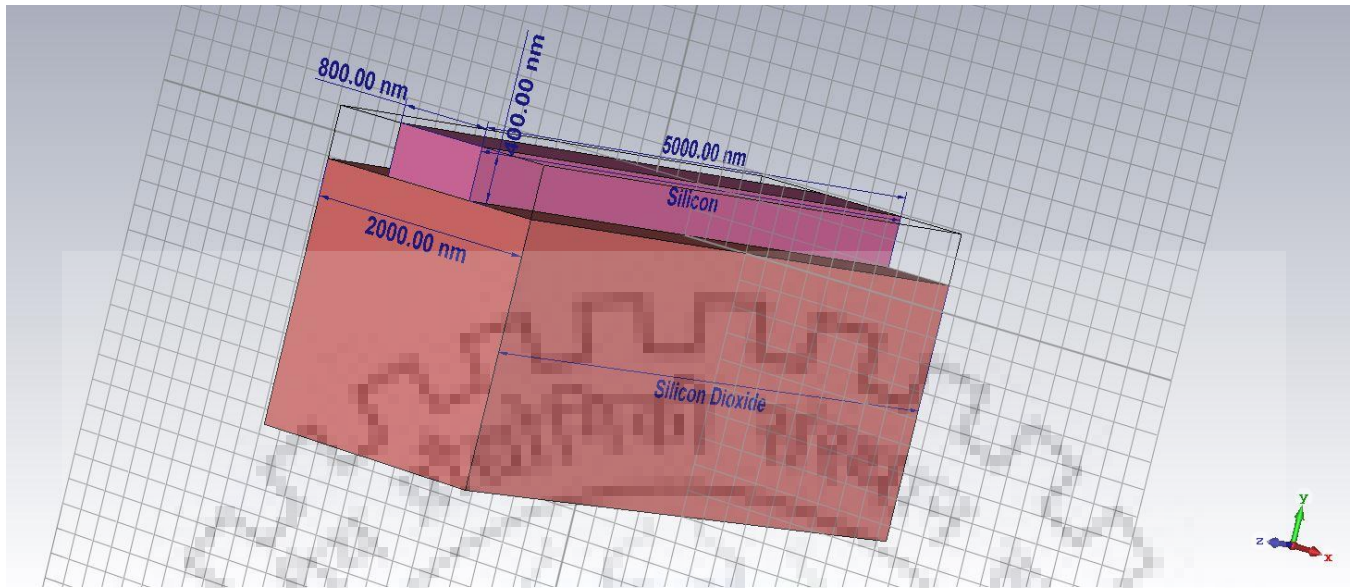 800.00 nm
400.00 nm
5000.00 nm
Silicon
2000.00 nm
Silicon Dioxide
y
z
x